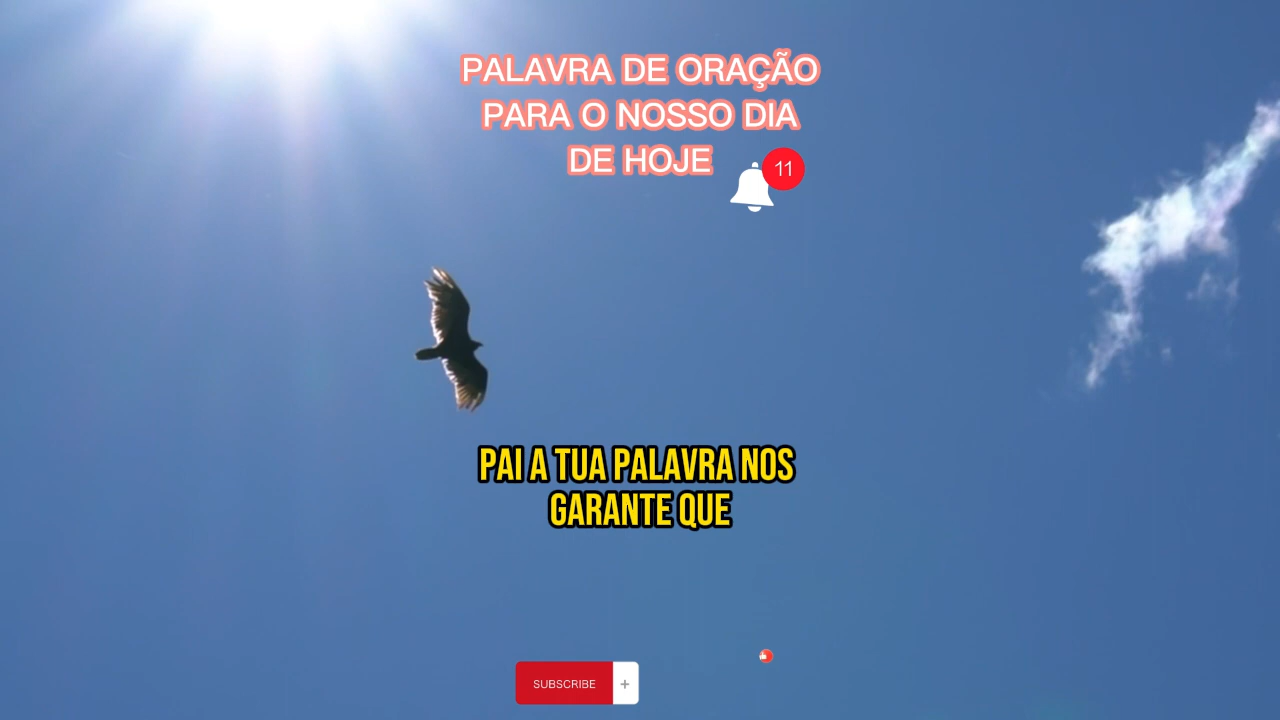 PALAVRA DE ORAÇÃO
PARA O NOSSO DIA
DE HOJE
11
PAI A TUA PALAVRA NOS
GARANTE QUE
SUBSCRIBE +